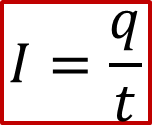 I = q/t